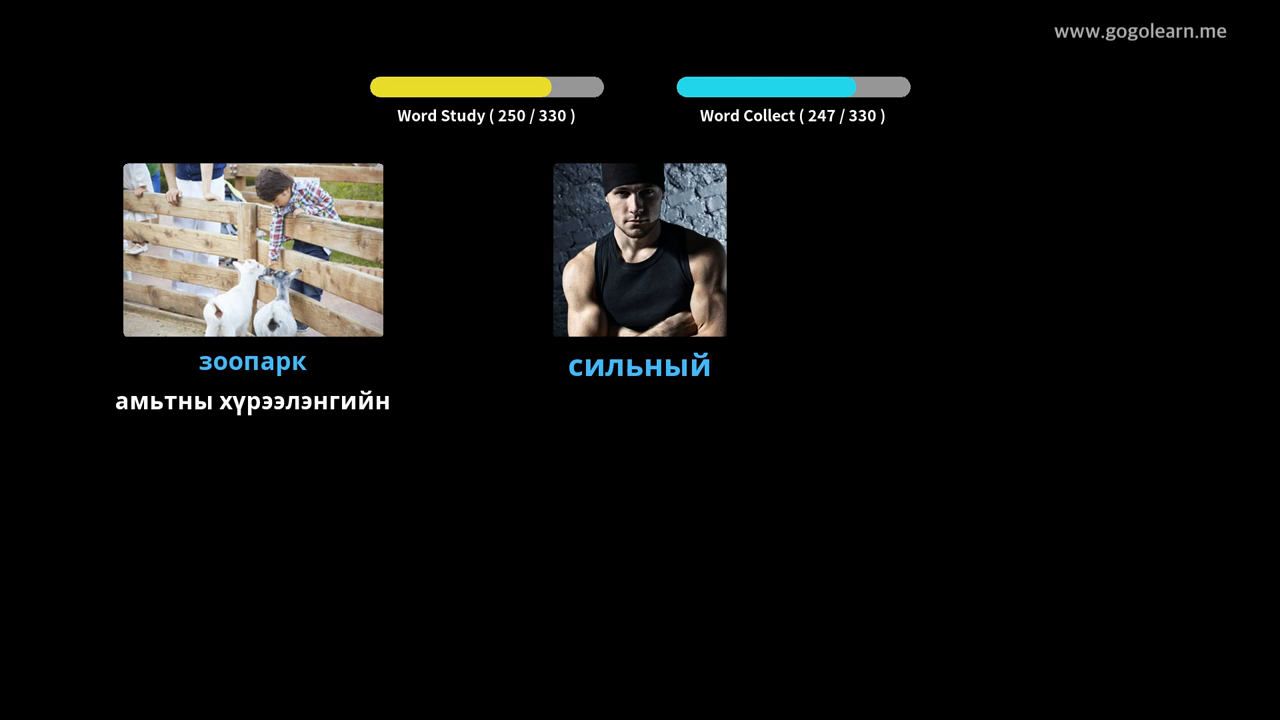 www.gogolearn.me
Word Study ( 250 / 330 )
Word Collect ( 247 / 330 )
зоопарк
амьтны хүрээлэнгийн
сильный